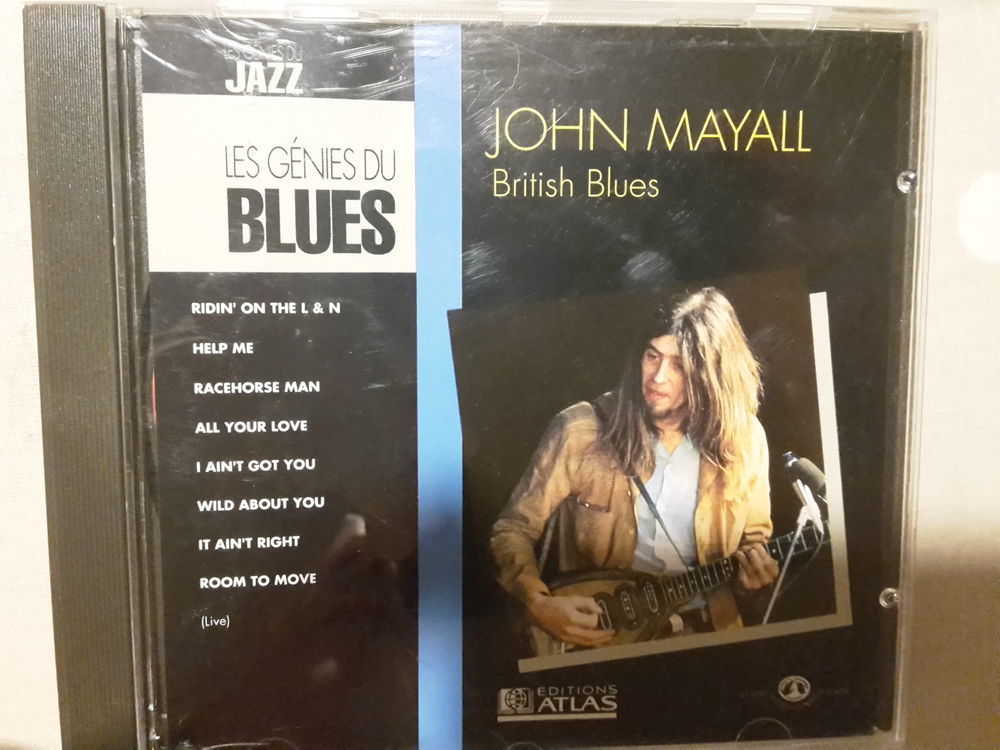 LES GÉNIES DU
JAZZ
LES GÉNIES DU
BLUES
RIDIN' ON THE L & N
HELP ME
RACEHORSE MAN
ALL YOUR LOVE
I AIN'T GOT YOU
WILD ABOUT YOU
IT AIN'T RIGHT
ROOM TO MOVE
(Live)
JOHN MAYALL
British Blues
EDITIONS
ATLAS